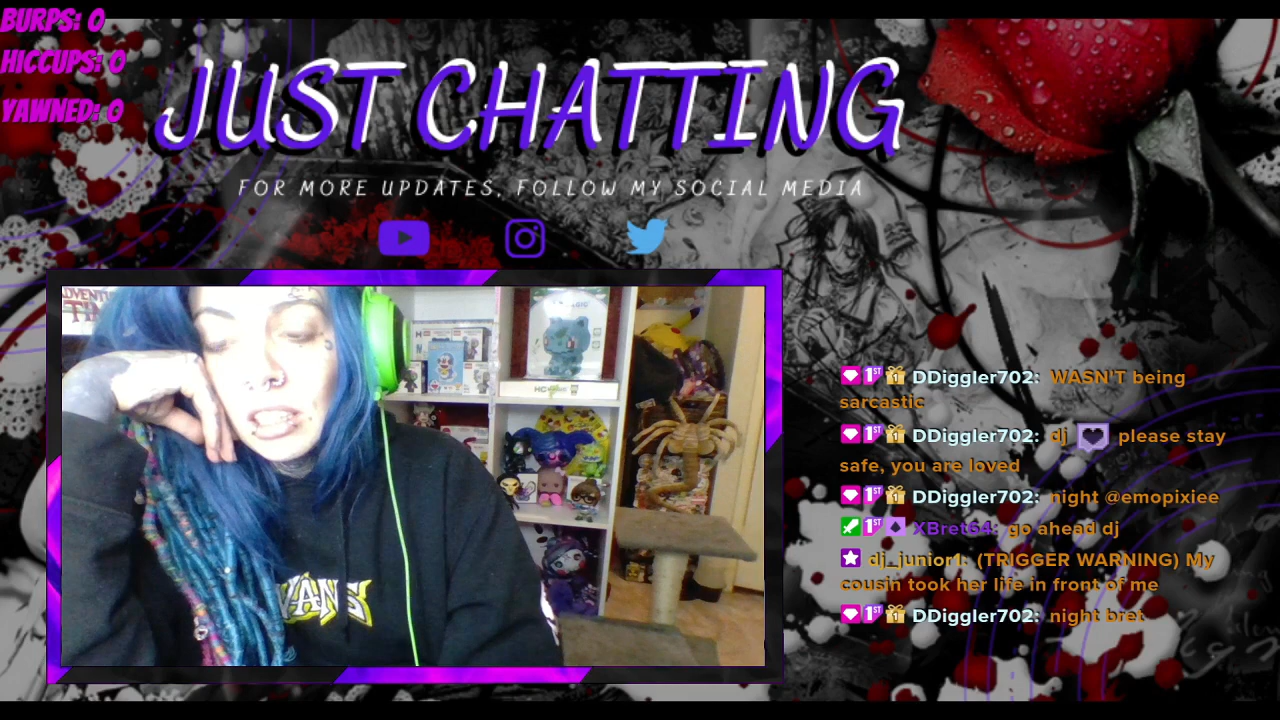 BURPS: 0
HICCUPS: 0
YAWNED: 0
JUST CHATTING
FOR MORE UPDATES, FOLLOW MY SOCIAL MEDIA
VANS
HC
DDiggler702: WASN'T being
sarcastic
DDiggler702: dj please stay
safe, you are loved
DDiggler702: night @emopixiee
XBret64: go ahead dj
dj_junior1: (TRIGGER WARNING) My
cousin took her life in front of me
DDiggler702: night bret